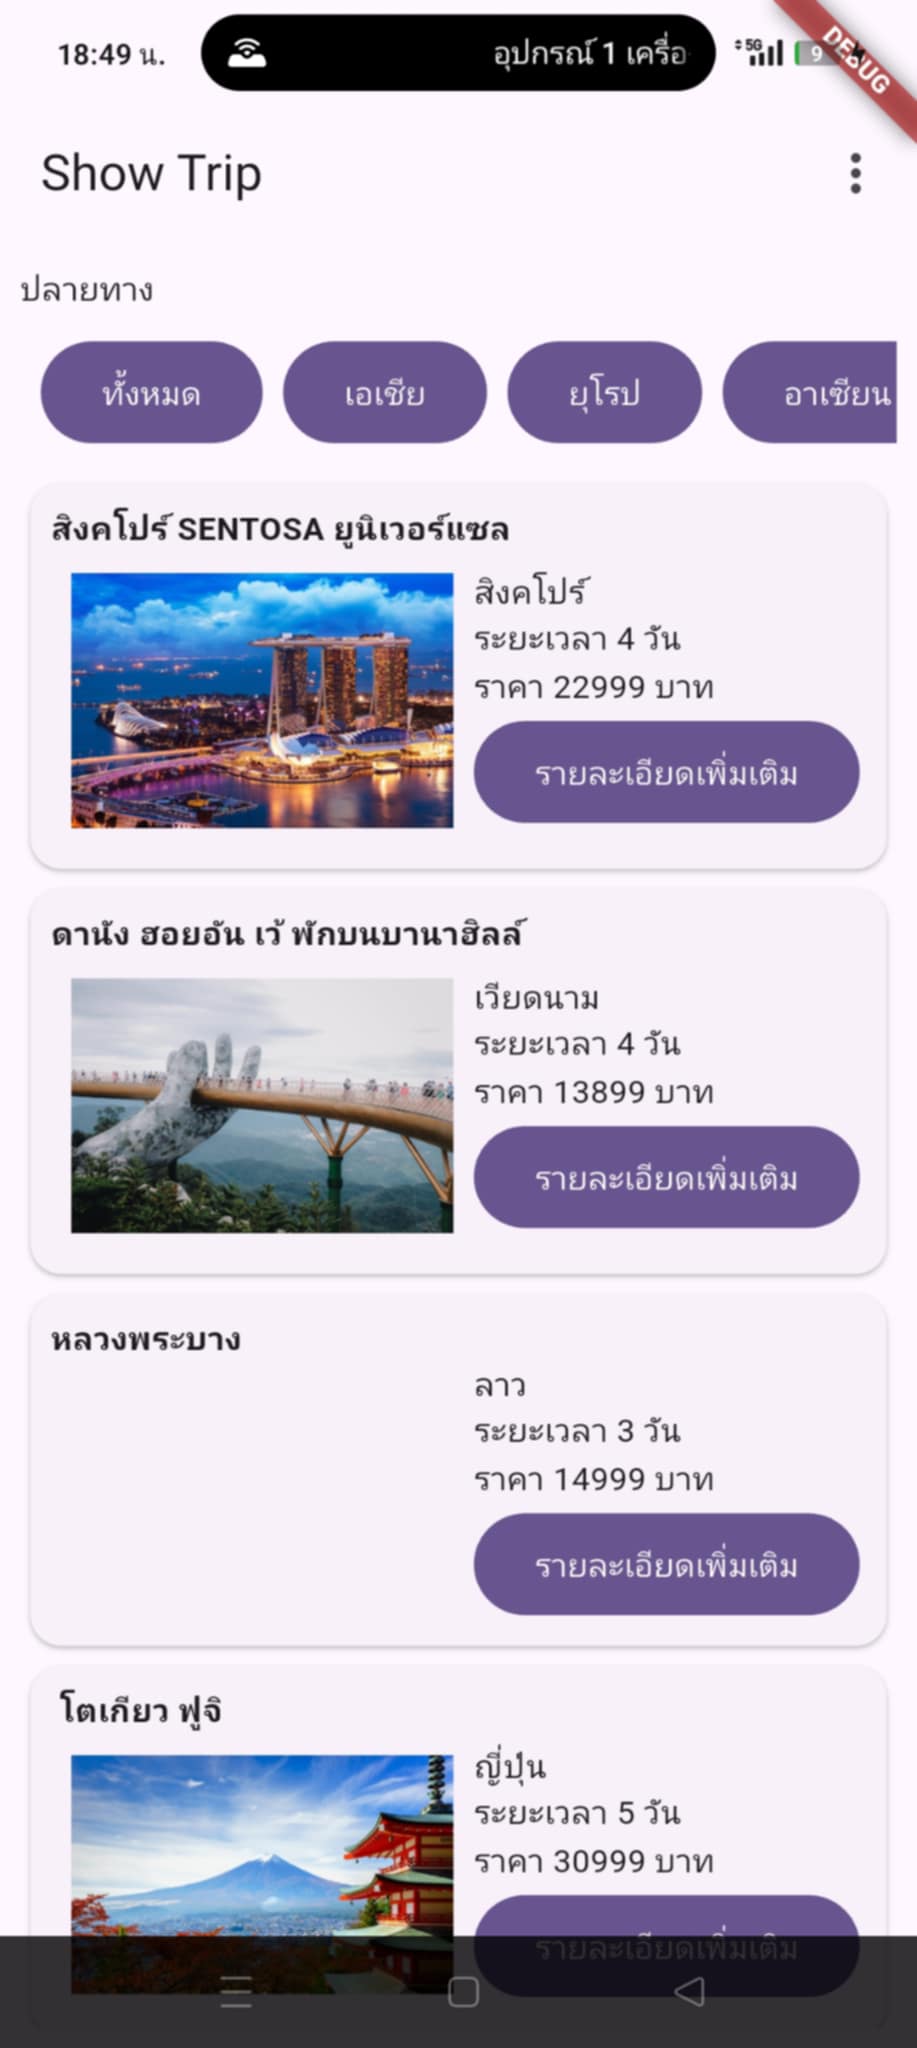 18:49 น.
อุปกรณ์ 1 เครื่อ
5G
9
DEBUG
Show Trip
ปลายทาง
ทั้งหมด
เอเชีย
ยุโรป
อาเซียน
สิงคโปร์ SENTOSA ยูนิเวอร์แซล
สิงคโปร์
ระยะเวลา 4 วัน
ราคา 22999 บาท
รายละเอียดเพิ่มเติม
ดานัง ฮอยอัน เว้ พักบนบานาฮิลล์
เวียดนาม
ระยะเวลา 4 วัน
ราคา 13899 บาท
รายละเอียดเพิ่มเติม
หลวงพระบาง
ลาว
ระยะเวลา 3 วัน
ราคา 14999 บาท
รายละเอียดเพิ่มเติม
โตเกียว ฟูจิ
ญี่ปุ่น
ระยะเวลา 5 วัน
ราคา 30999 บาท
รายละเอียดเพิ่มเติม